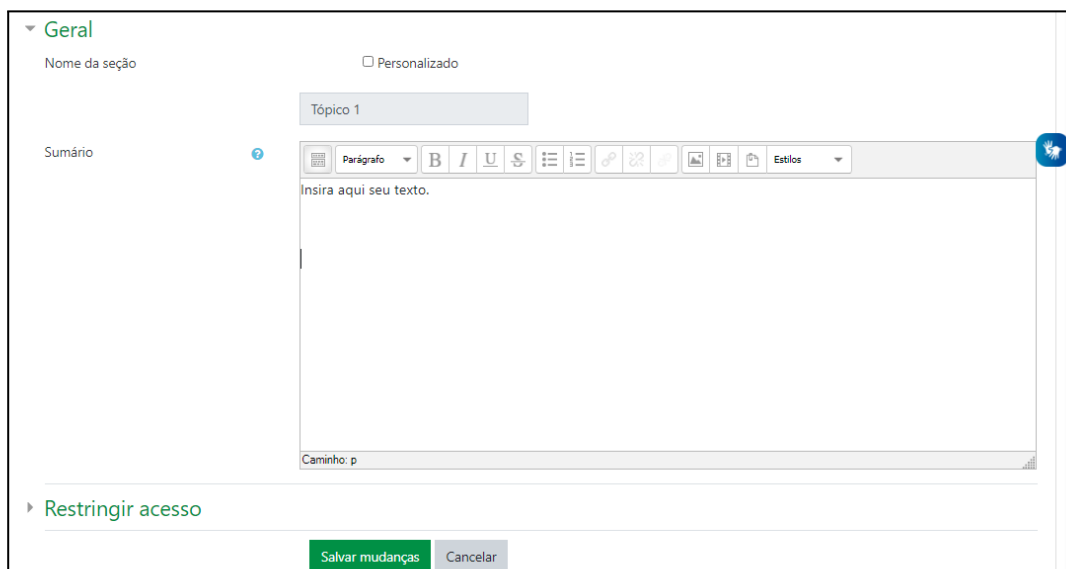 Geral
Nome da seção
Personalizado
Tópico 1
Sumário
Parágrafo B I U S Estilos
Insira aqui seu texto.
Caminho: p
Restringir acesso
Salvar mudanças Cancelar